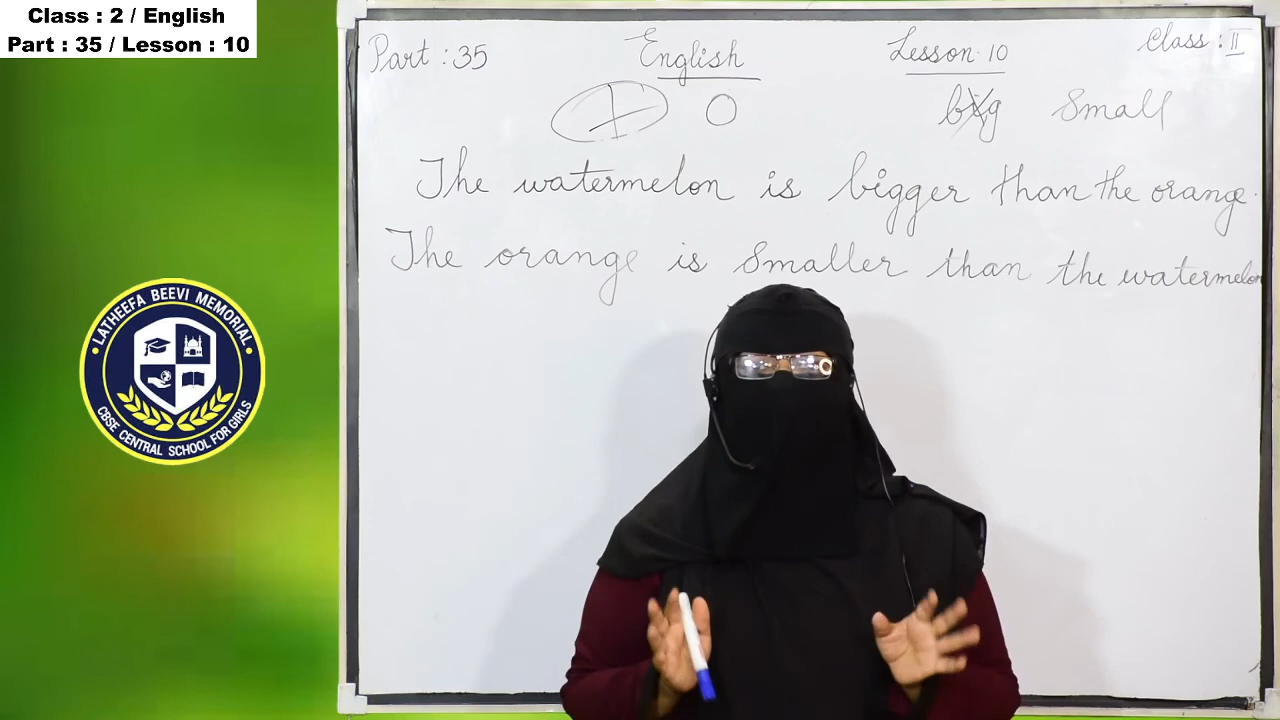 Class : 2 / English
Part : 35 / Lesson : 10
Part : 35 English Lesson 10 Class : II
big small
The watermelon is bigger than the orange.
The orange is smaller than the watermelon
LATHEEFA BEEVI MEMORIAL
CBSE CENTRAL SCHOOL FOR GIRLS